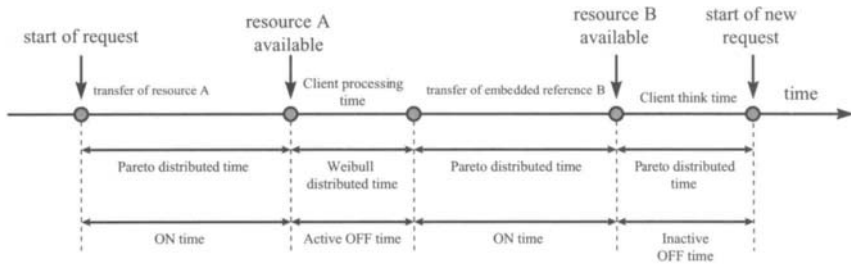 start of request
resource A
available
resource B
available
start of new
request
transfer of resource A
Client processing
time
transfer of embedded reference B
Client think time
time
Pareto distributed time
Weibull
distributed time
Pareto distributed time
Pareto distributed
time
ON time
Active OFF time
ON time
Inactive
OFF time